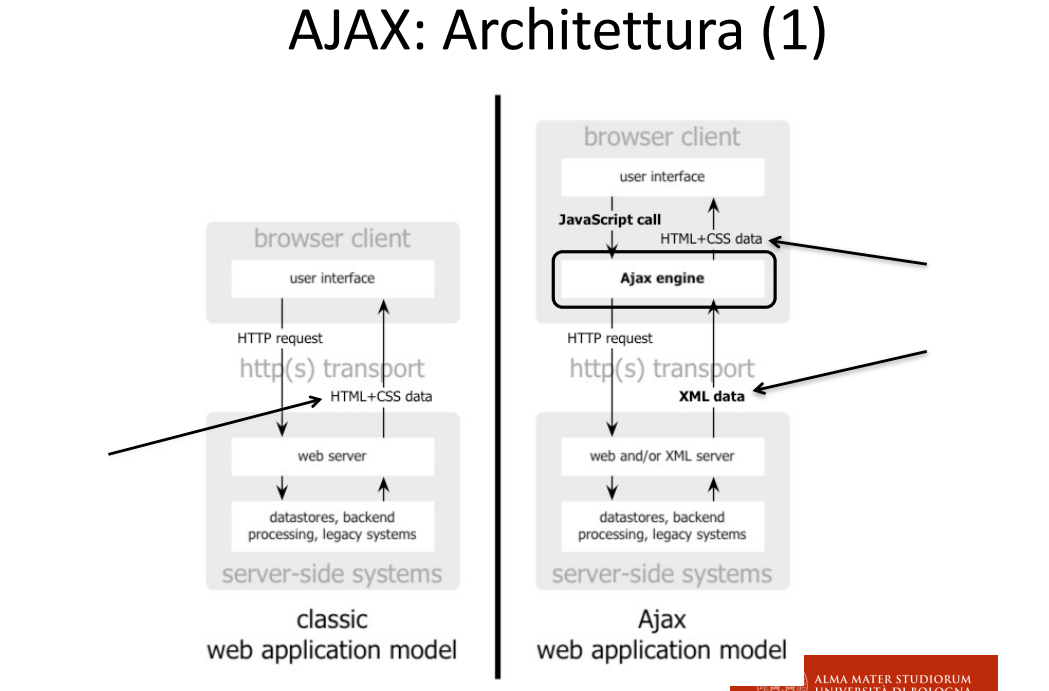 AJAX: Architettura (1)
browser client
user interface
HTTP request
http(s) transport
HTML+CSS data
web server
datastores, backend
processing, legacy systems
server-side systems
classic
web application model
browser client
user interface
JavaScript call
HTML+CSS data
Ajax engine
HTTP request
http(s) transport
XML data
web and/or XML server
datastores, backend
processing, legacy systems
server-side systems
Ajax
web application model
ALMA MATER STUDIORUM
UNIVERSITÀ DI BOLOGNA